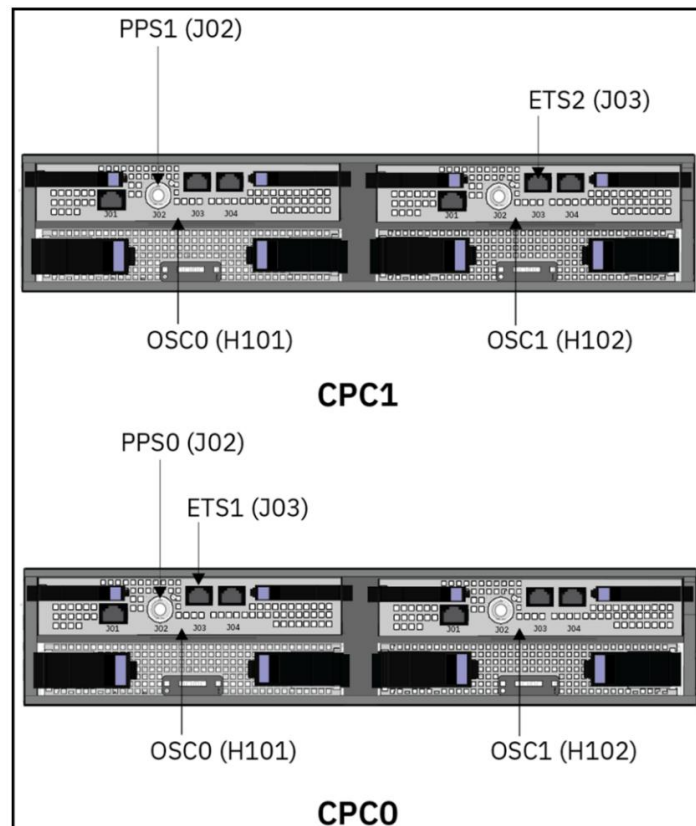 PPS1 (J02)
ETS2 (J03)
J01 J02 J03 J04
J01 J02 J03 J04
OSC0 (H101)
OSC1 (H102)
CPC1
PPS0 (J02)
ETS1 (J03)
J01 J02 J03 J04
J01 J02 J03 J04
OSC0 (H101)
OSC1 (H102)
CPC0